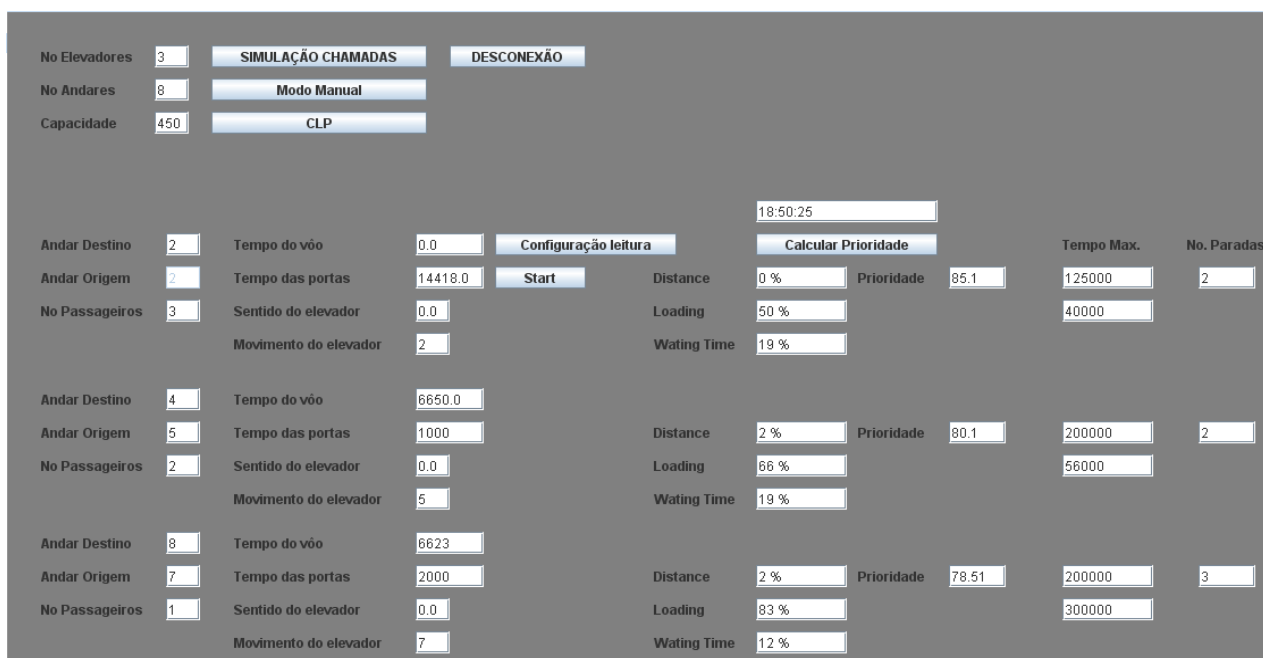 No Elevadores 3 SIMULAÇÃO CHAMADAS DESCONEXÃO
No Andares 8 Modo Manual
Capacidade 450 CLP
18:50:25
Andar Destino 2 Tempo do vôo 0.0 Configuração leitura Calcular Prioridade Tempo Max. No. Paradas
Andar Origem 2 Tempo das portas 14418.0 Start Distance 0 % Prioridade 85.1 125000 2
No Passageiros 3 Sentido do elevador 0.0 Loading 50 % 40000
Movimento do elevador 2 Wating Time 19 %
Andar Destino 4 Tempo do vôo 6650.0
Andar Origem 5 Tempo das portas 1000 Distance 2 % Prioridade 80.1 200000 2
No Passageiros 2 Sentido do elevador 0.0 Loading 66 % 56000
Movimento do elevador 5 Wating Time 19 %
Andar Destino 8 Tempo do vôo 6623
Andar Origem 7 Tempo das portas 2000 Distance 2 % Prioridade 78.51 200000 3
No Passageiros 1 Sentido do elevador 0.0 Loading 83 % 300000
Movimento do elevador 7 Wating Time 12 %